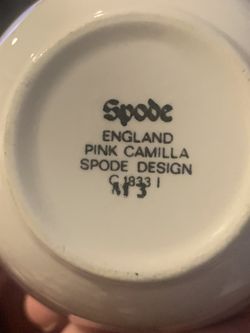 Spode
ENGLAND
PINK CAMILLA
SPODE DESIGN
C 1833 I